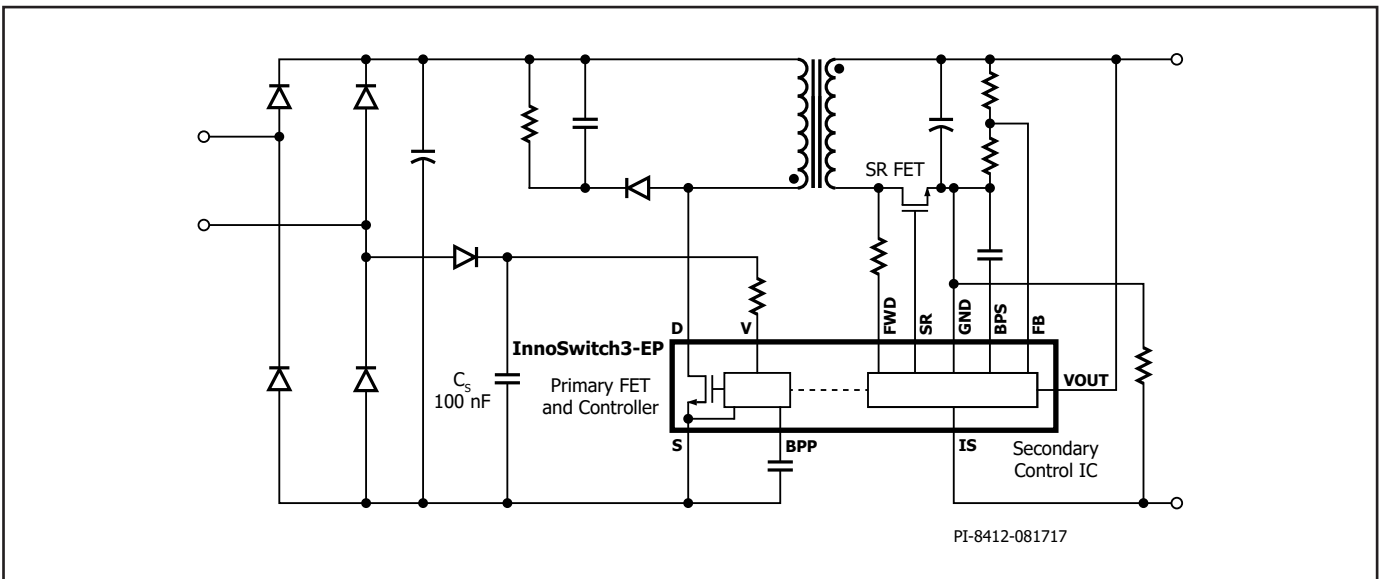 SR FET
FWD
SR
GND
BPS
FB
D
V
InnoSwitch3-EP
VOUT
Cs
100 nF
Primary FET
and Controller
S
BPP
IS
Secondary
Control IC
PI-8412-081717